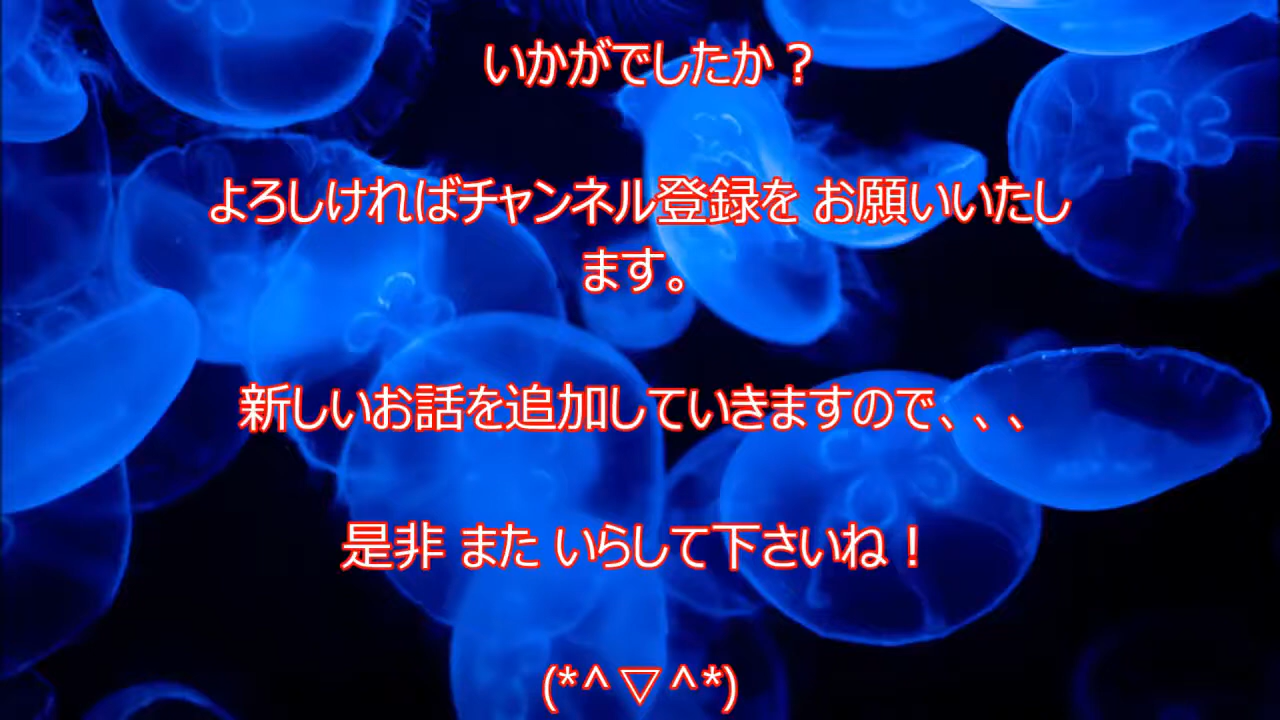 いかがでしたか？
よろしければチャンネル登録を お願いいたし
ます。
新しいお話を追加していきますので、、、
是非 また いらして下さいね！
(*^▽^*)